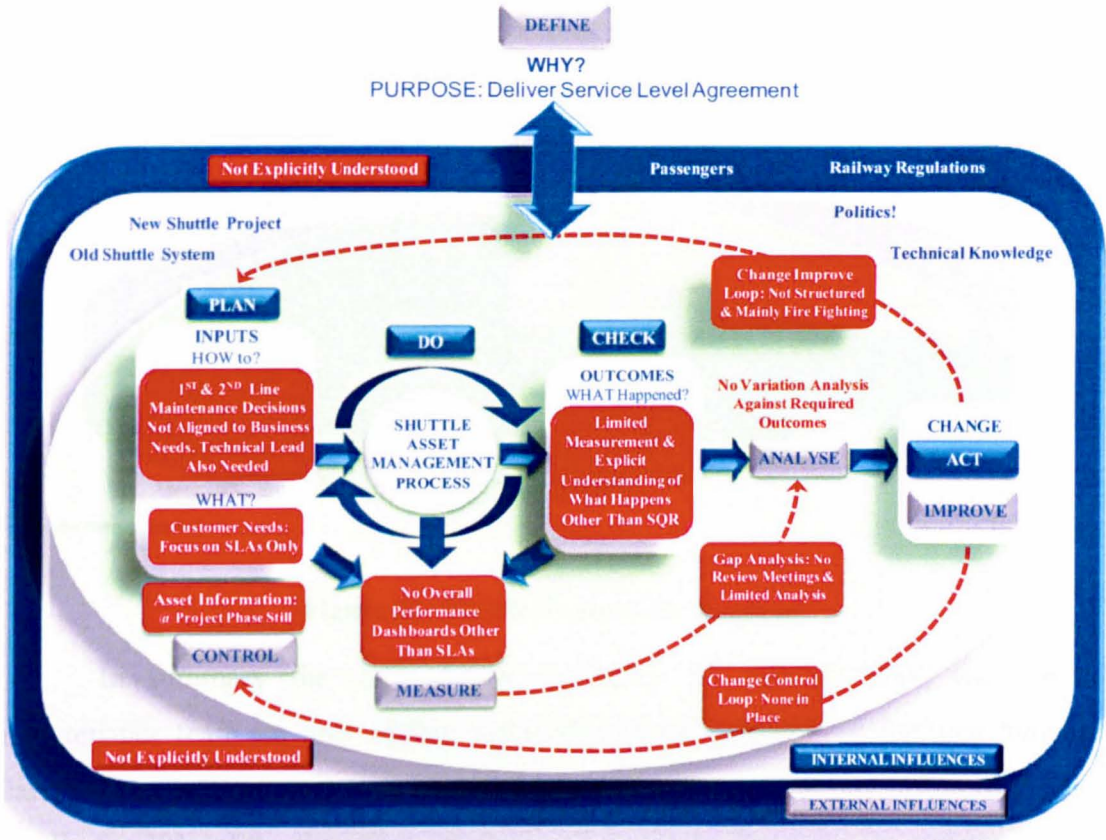 DEFINE
WHY?
PURPOSE: Deliver Service Level Agreement
Not Explicitly Understood
Passengers
Railway Regulations
New Shuttle Project
Politics!
Old Shuttle System
Technical Knowledge
Change Improve
Loop: Not Structured
& Mainly Fire Fighting
PLAN
INPUTS
HOW to?
1ST & 2ND Line
Maintenance Decisions
Not Aligned to Business
Needs. Technical Lead
Also Needed
WHAT?
Customer Needs:
Focus on SLAs Only
Asset Information:
@ Project Phase Still
CONTROL
DO
SHUTTLE
ASSET
MANAGEMENT
PROCESS
No Overall
Performance
Dashboards Other
Than SLAs
MEASURE
CHECK
OUTCOMES
WHAT Happened?
Limited
Measurement &
Explicit
Understanding of
What Happens
Other Than SQR
No Variation Analysis
Against Required
Outcomes
ANALYSE
Gap Analysis: No
Review Meetings &
Limited Analysis
CHANGE
ACT
IMPROVE
Change Control
Loop: None in
Place
Not Explicitly Understood
INTERNAL INFLUENCES
EXTERNAL INFLUENCES